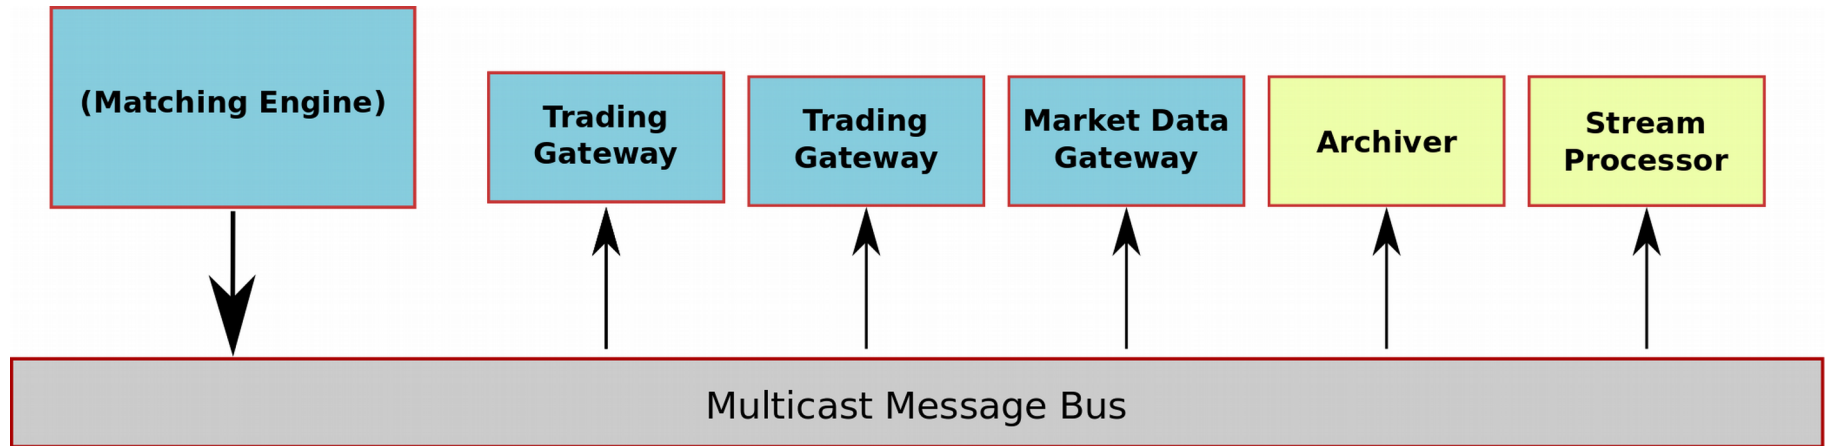 (Matching Engine)
Trading
Gateway
Trading
Gateway
Market Data
Gateway
Archiver
Stream
Processor
Multicast Message Bus